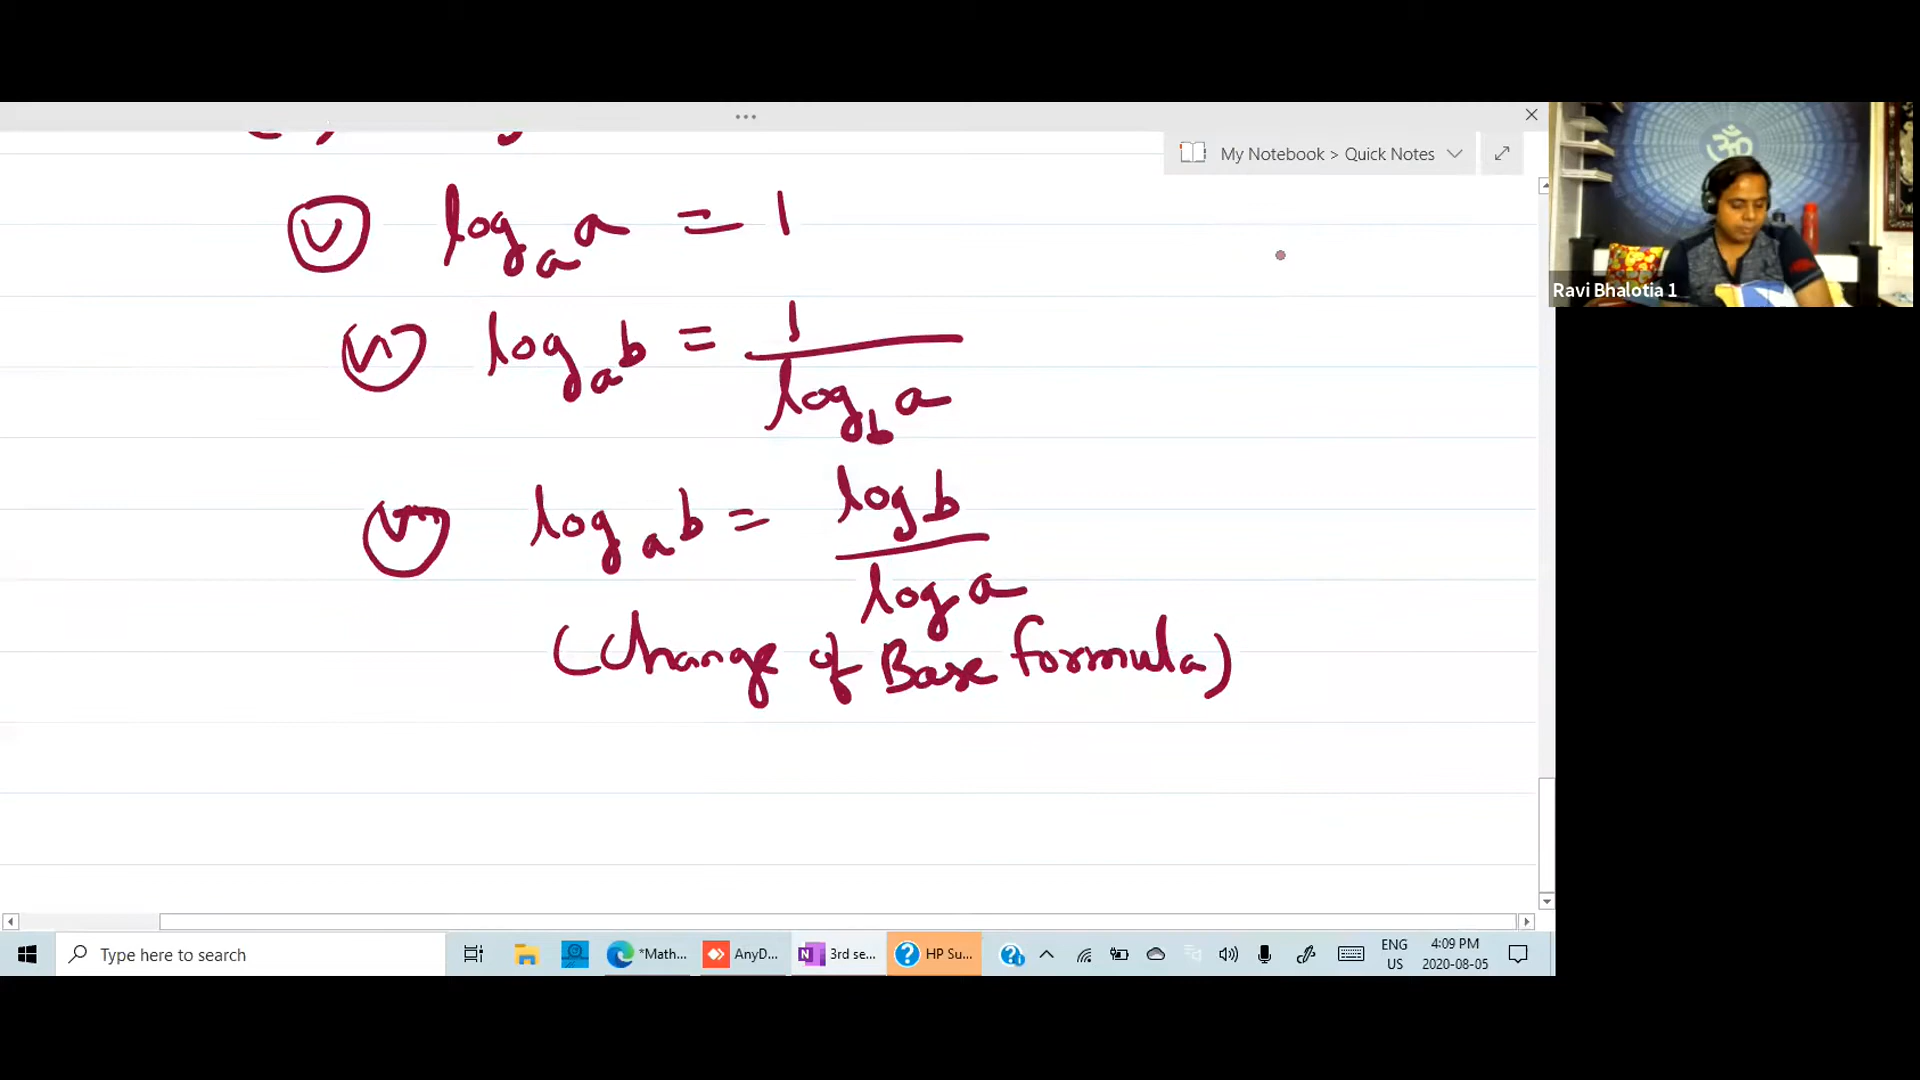 My Notebook > Quick Notes
Ravi Bhalotia 1
(v) log_a a = 1
(vi) log_a b = 1 / log_b a
log_a b = log b / log a
(Change of Base formula)
Type here to search
*Math...
AnyD...
3rd se...
HP Su...
ENG
US
4:09 PM
2020-08-05